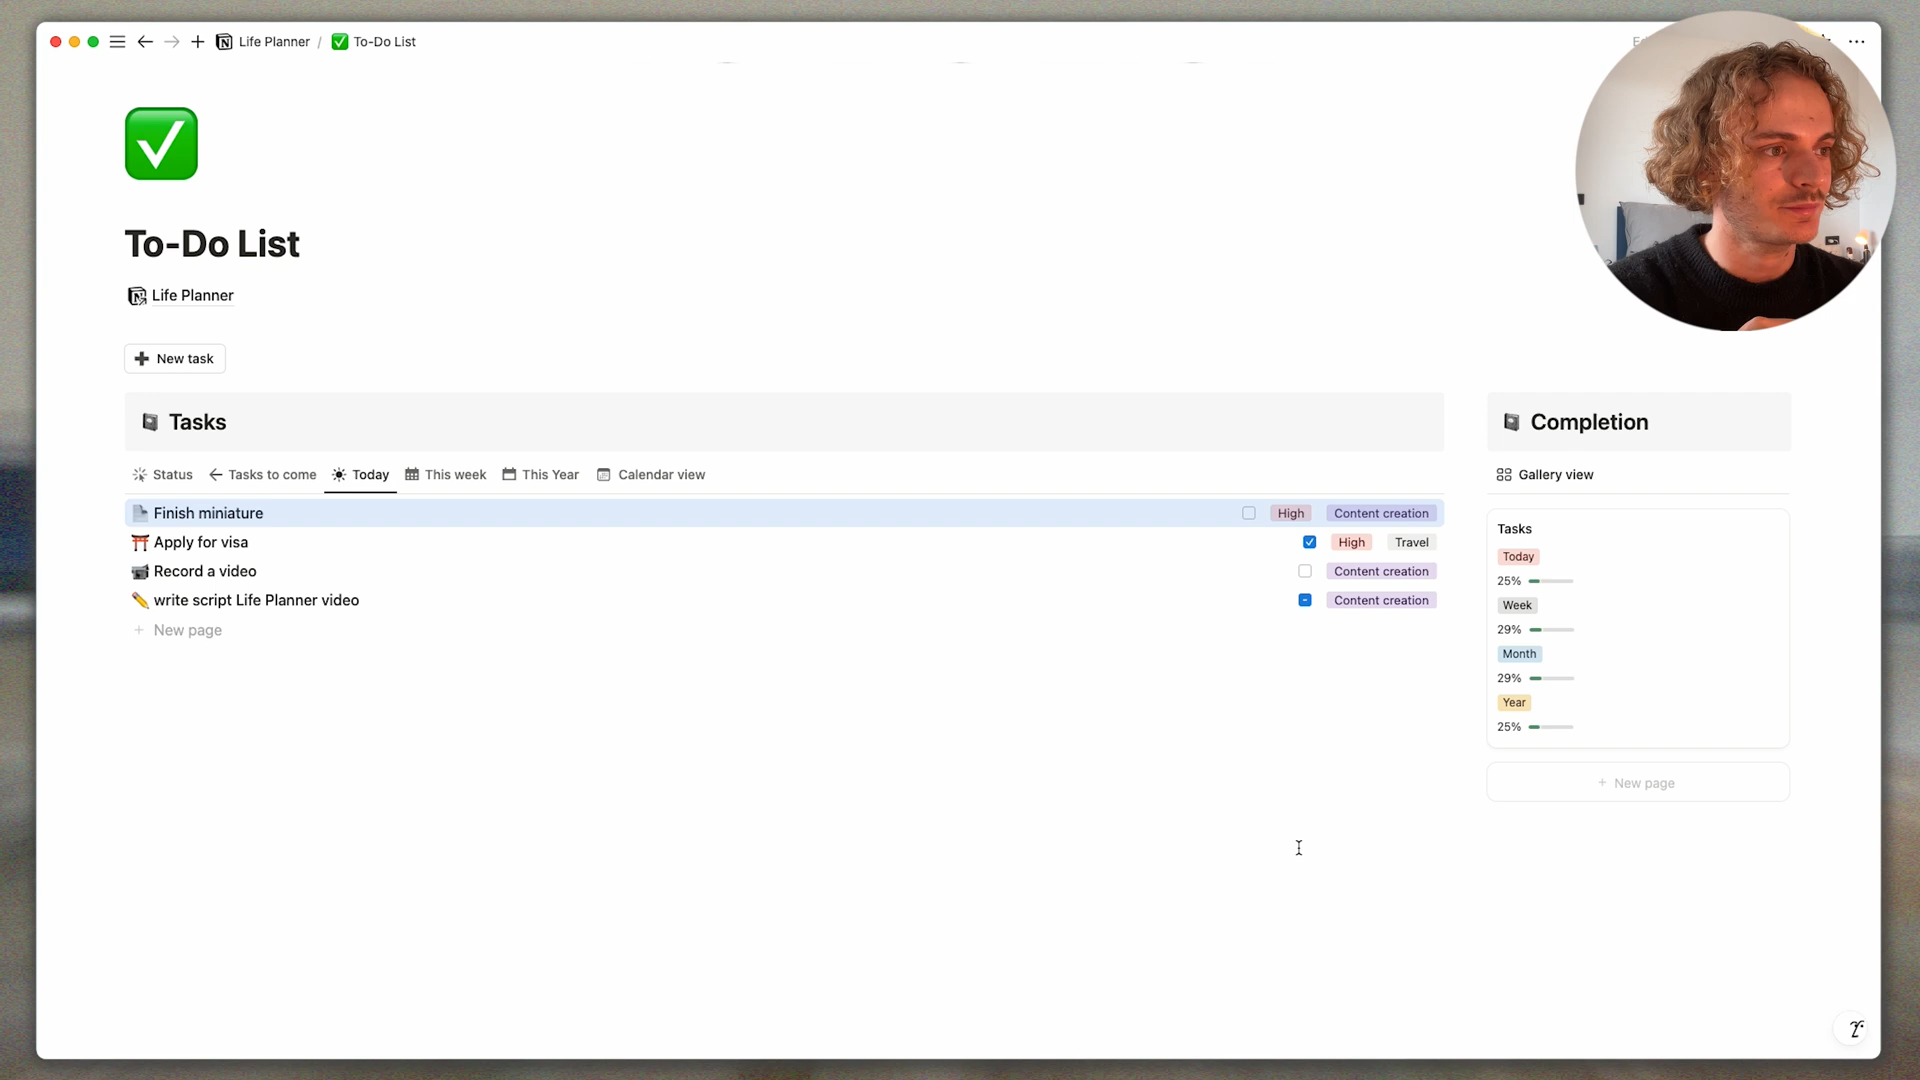 Life Planner / To-Do List
To-Do List
Life Planner
New task
Tasks
Status Tasks to come Today This week This Year Calendar view
Finish miniature High Content creation
Apply for visa High Travel
Record a video Content creation
write script Life Planner video Content creation
+ New page
Completion
Gallery view
Tasks
Today
25%
Week
29%
Month
29%
Year
25%
+ New page